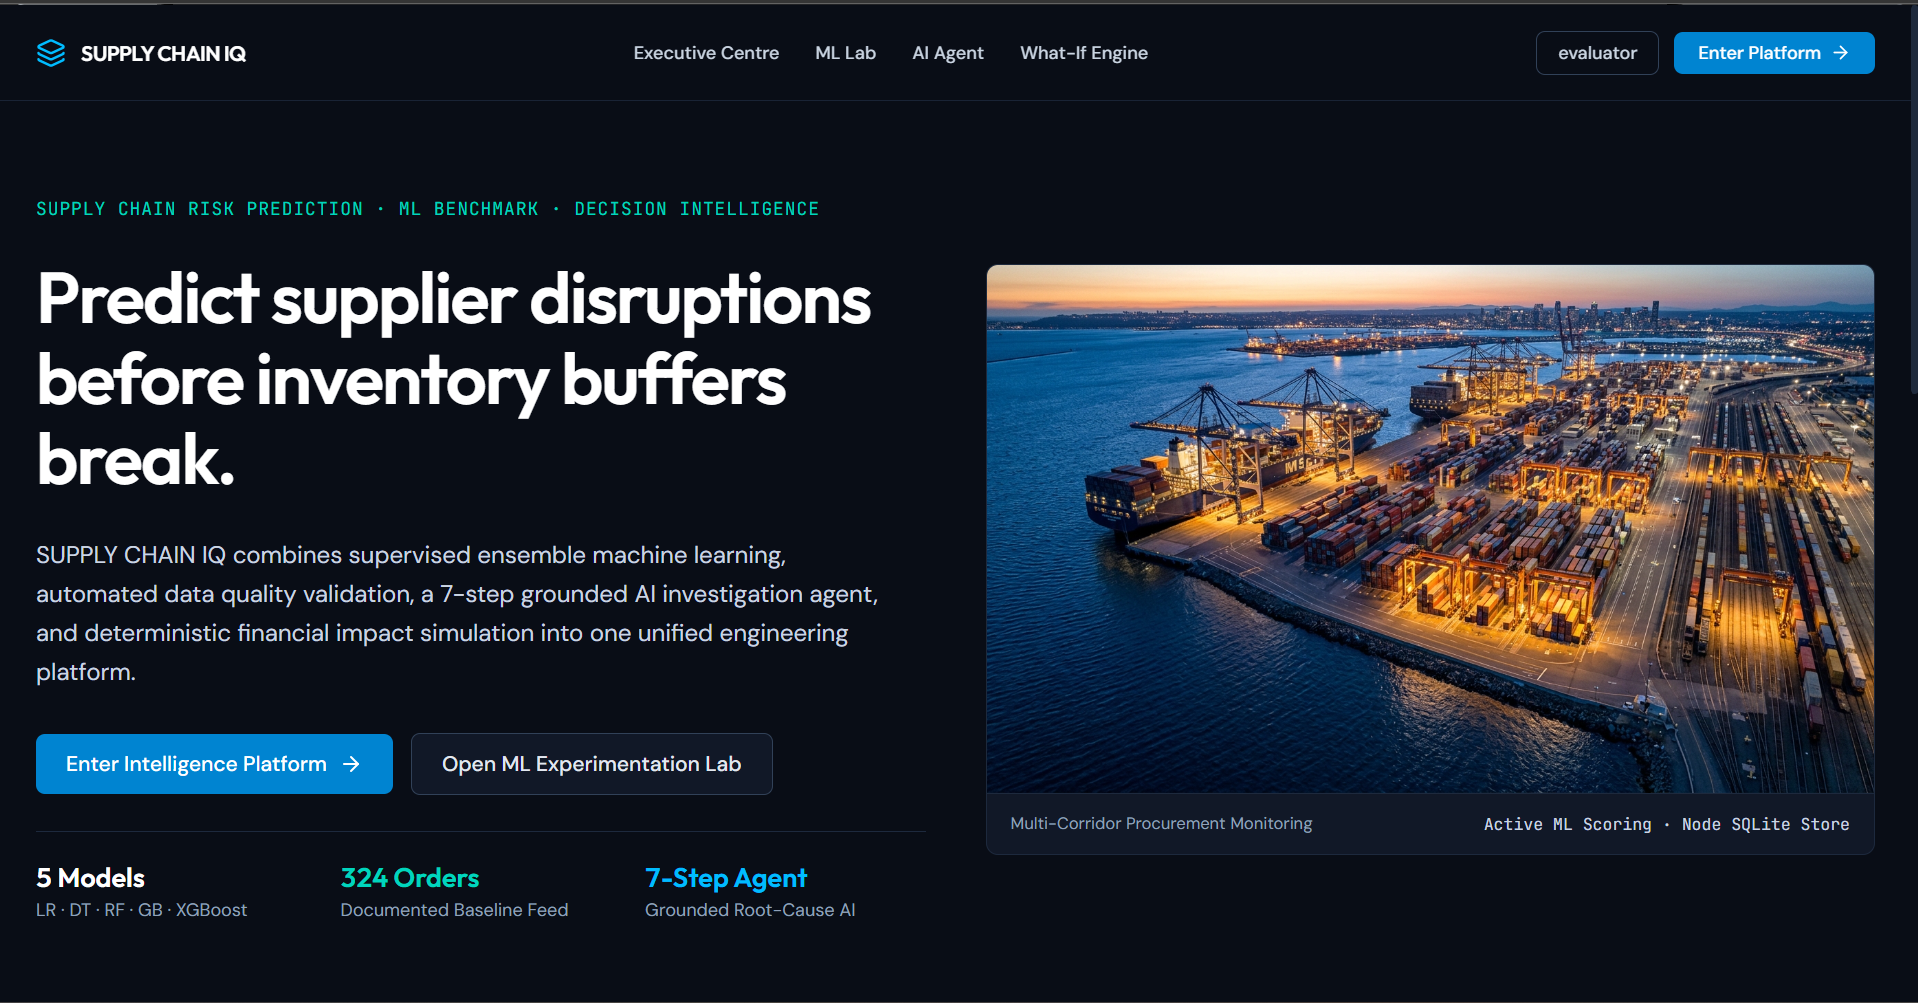 SUPPLY CHAIN IQ
Executive Centre
ML Lab
AI Agent
What-If Engine
evaluator
Enter Platform →
SUPPLY CHAIN RISK PREDICTION · ML BENCHMARK · DECISION INTELLIGENCE
Predict supplier disruptions
before inventory buffers
break.
SUPPLY CHAIN IQ combines supervised ensemble machine learning,
automated data quality validation, a 7-step grounded AI investigation agent,
and deterministic financial impact simulation into one unified engineering
platform.
Enter Intelligence Platform →
Open ML Experimentation Lab
5 Models
LR · DT · RF · GB · XGBoost
324 Orders
Documented Baseline Feed
7-Step Agent
Grounded Root-Cause AI
Multi-Corridor Procurement Monitoring
Active ML Scoring · Node SQLite Store